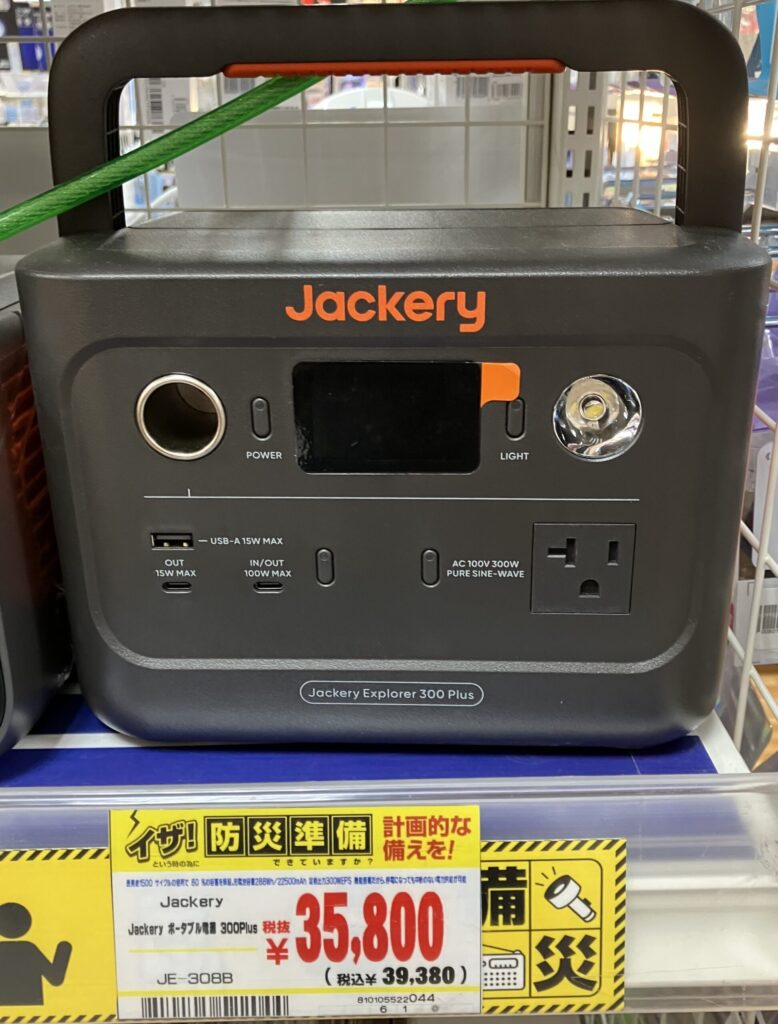 Jackery
POWER
LIGHT
USB-A 15W MAX
OUT
15W MAX
IN/OUT
100W MAX
AC 100V 300W
PURE SINE-WAVE
Jackery Explorer 300 Plus
イザ!
という時の為に
防災準備
できていますか?
計画的な
備えを!
Jackery
Jackery ポータブル電源 300Plus
税抜
¥35,800
(税込¥ 39,380)
JE-308B
810105522044
6 1
備
災